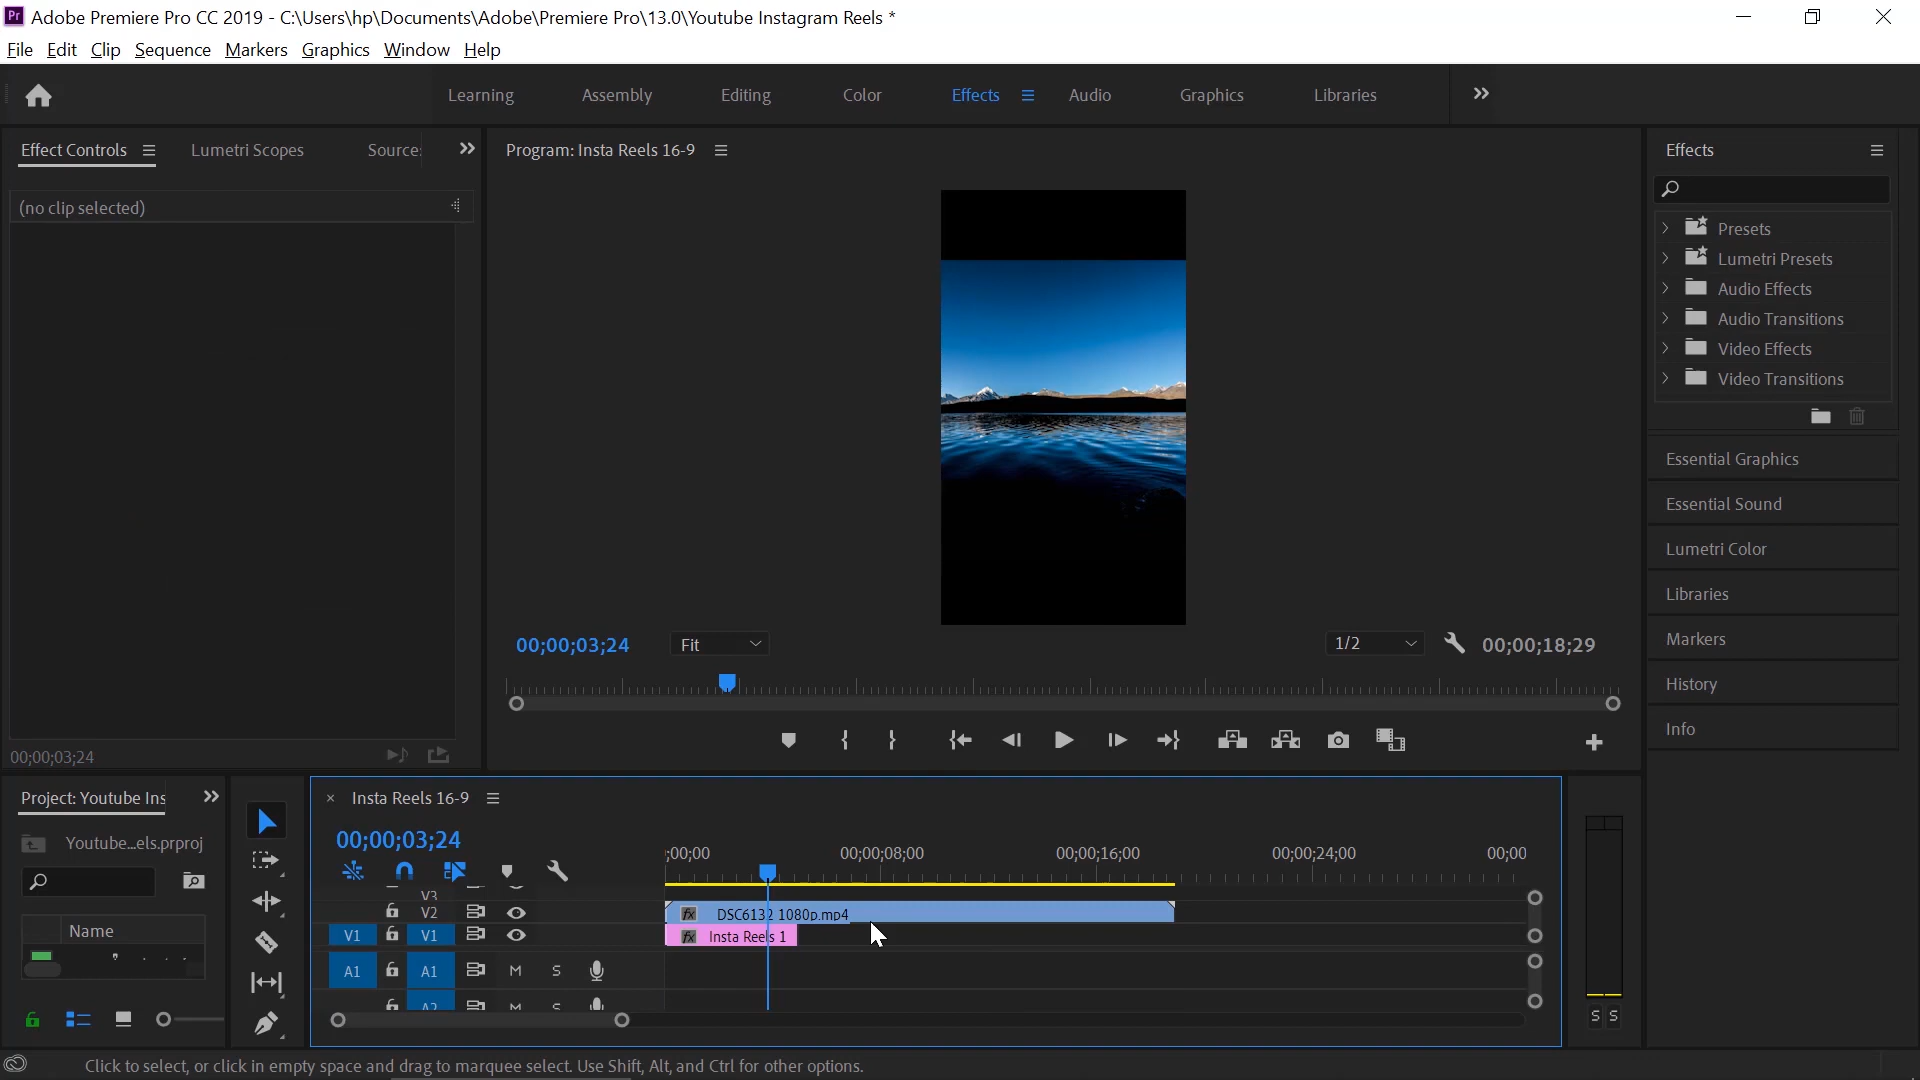 Pr Adobe Premiere Pro CC 2019 - C:\Users\hp\Documents\Adobe\Premiere Pro\13.0\Youtube Instagram Reels *
File Edit Clip Sequence Markers Graphics Window Help
Learning Assembly Editing Color Effects Audio Graphics Libraries
Effect Controls Lumetri Scopes Source:
Program: Insta Reels 16-9
Effects
(no clip selected)
Presets
Lumetri Presets
Audio Effects
Audio Transitions
Video Effects
Video Transitions
Essential Graphics
Essential Sound
Lumetri Color
Libraries
Markers
History
Info
00;00;03;24 Fit 1/2 00;00;18;29
00;00;03;24
Project: Youtube Ins
Youtube...els.prproj
Name
× Insta Reels 16-9
00;00;03;24
;00;00 00;00;08;00 00;00;16;00 00;00;24;00 00;00
V3
V2 fx DSC6132 1080p.mp4
V1 V1 fx Insta Reels 1
A1 A1 M S
A2 M S
S S
Click to select, or click in empty space and drag to marquee select. Use Shift, Alt, and Ctrl for other options.